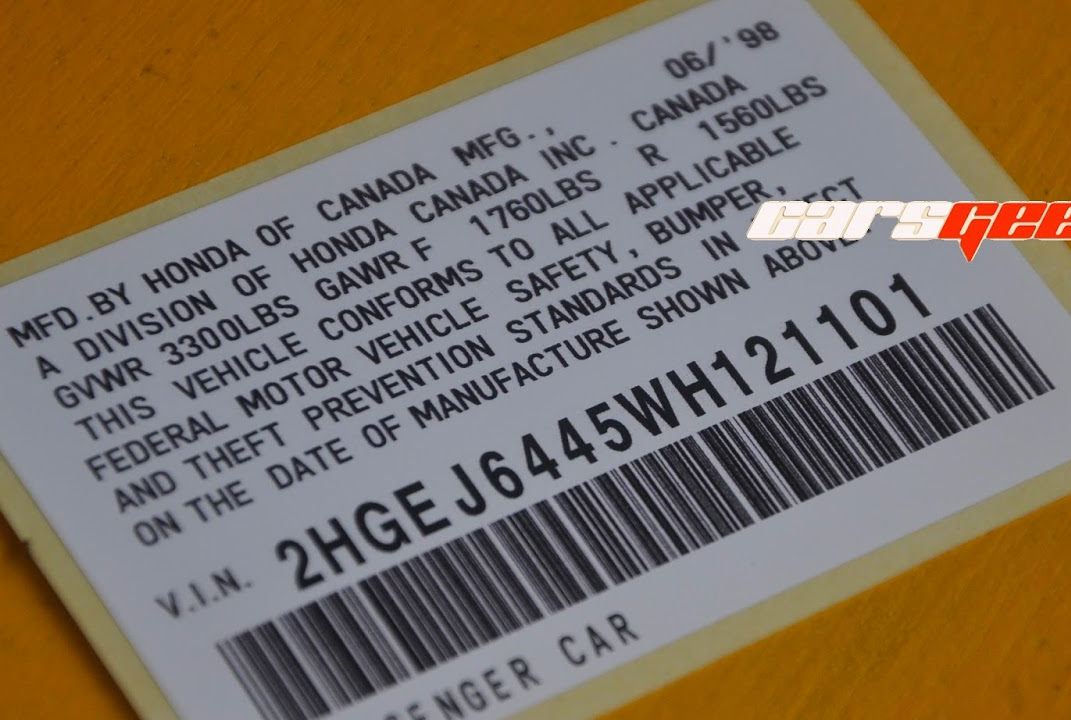 06/'98
MFD.BY HONDA OF CANADA MFG.,
A DIVISION OF HONDA CANADA INC. CANADA
GVWR 3300LBS GAWR F 1760LBS R 1560LBS
THIS VEHICLE CONFORMS TO ALL APPLICABLE
FEDERAL MOTOR VEHICLE SAFETY, BUMPER,
AND THEFT PREVENTION STANDARDS IN
ON THE DATE OF MANUFACTURE SHOWN ABOVE
V.I.N. 2HGEJ6445WH121101
ENGER CAR
carsGee